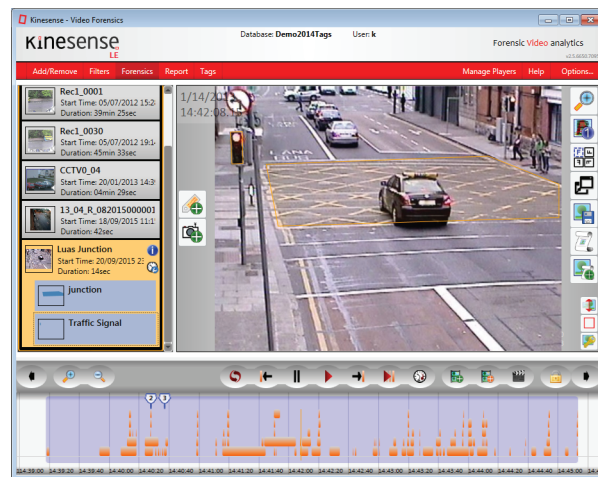 Kinesense - Video Forensics
Kinesense
LE
Database: Demo2014Tags User: k
Forensic Video analytics
Add/Remove Filters Forensics Report Tags Manage Players Help Options...
Rec1_0001
Start Time: 05/07/2012 15:2
Duration: 39min 25sec
Rec1_0030
Start Time: 05/07/2012 19:1
Duration: 45min 33sec
CCTV0_04
Start Time: 20/01/2013 14:3
Duration: 04min 29sec
13_04_R_082015000001
Start Time: 18/09/2015 11:1
Duration: 42sec
Luas Junction
Start Time: 20/09/2015 23
Duration: 14sec
junction
Traffic Signal
1/14/20
14:42:08.
LANA
2 3
14:39:00 14:39:20 14:39:40 14:40:00 14:40:20 14:40:40 14:41:00 14:41:20 14:41:40 14:42:00 14:42:20 14:42:40 14:43:00 14:43:20 14:43:40 14:44:00 14:44:20 14:44:40 14:45:00